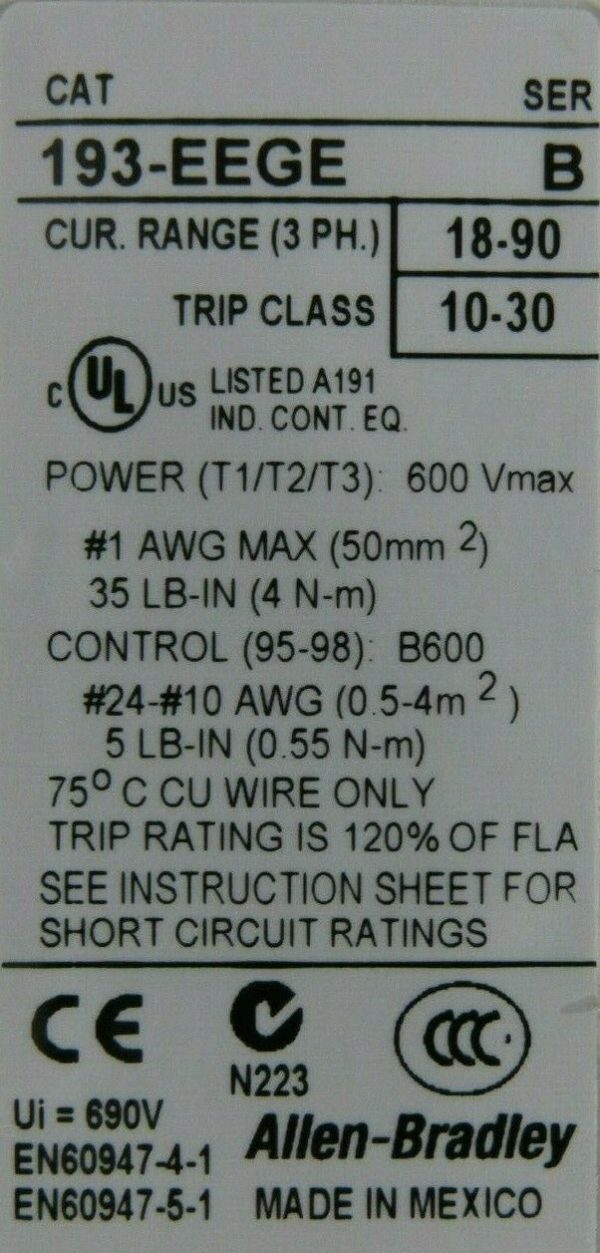 CAT SER
193-EEGE B
CUR. RANGE (3 PH.) 18-90
TRIP CLASS 10-30
C UL US LISTED A191
IND. CONT. EQ.
POWER (T1/T2/T3): 600 Vmax
#1 AWG MAX (50mm ²)
35 LB-IN (4 N-m)
CONTROL (95-98): B600
#24-#10 AWG (0.5-4m ² )
5 LB-IN (0.55 N-m)
75° C CU WIRE ONLY
TRIP RATING IS 120% OF FLA
SEE INSTRUCTION SHEET FOR
SHORT CIRCUIT RATINGS
CE CCC
N223
Ui = 690V
EN60947-4-1 Allen-Bradley
EN60947-5-1 MADE IN MEXICO